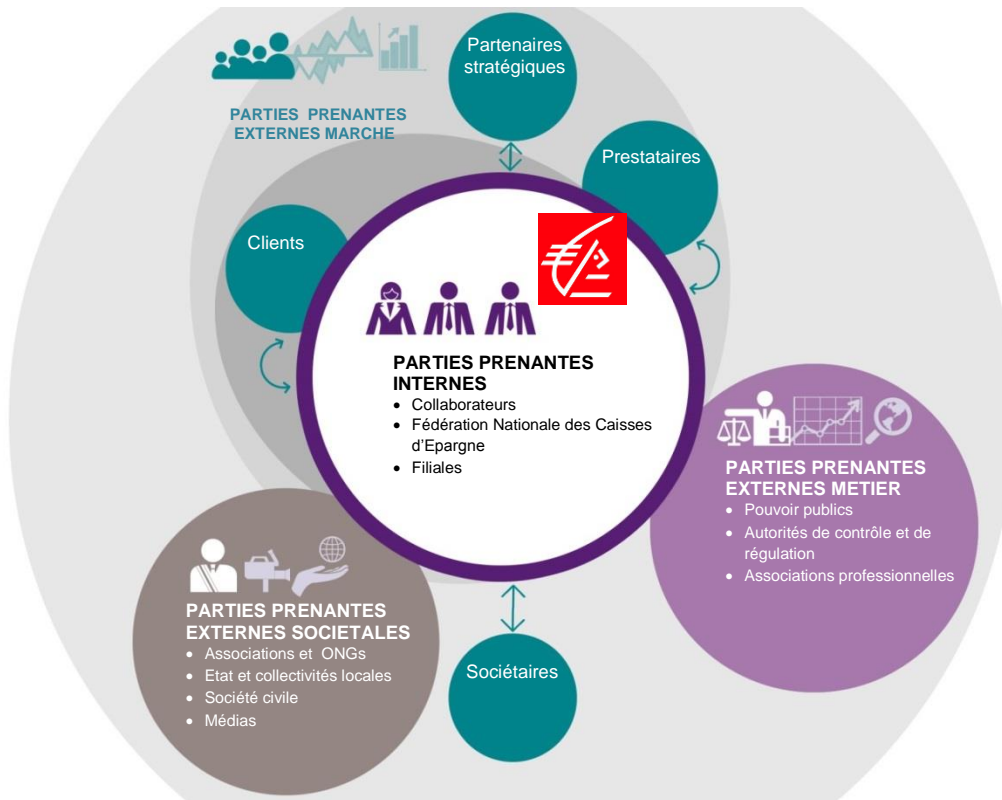 Partenaires
stratégiques
PARTIES PRENANTES
EXTERNES MARCHE
Prestataires
Clients
PARTIES PRENANTES
INTERNES
• Collaborateurs
• Fédération Nationale des Caisses
d'Epargne
• Filiales
PARTIES PRENANTES
EXTERNES METIER
• Pouvoir publics
• Autorités de contrôle et de
régulation
• Associations professionnelles
PARTIES PRENANTES
EXTERNES SOCIETALES
• Associations et ONGs
• Etat et collectivités locales
• Société civile
• Médias
Sociétaires